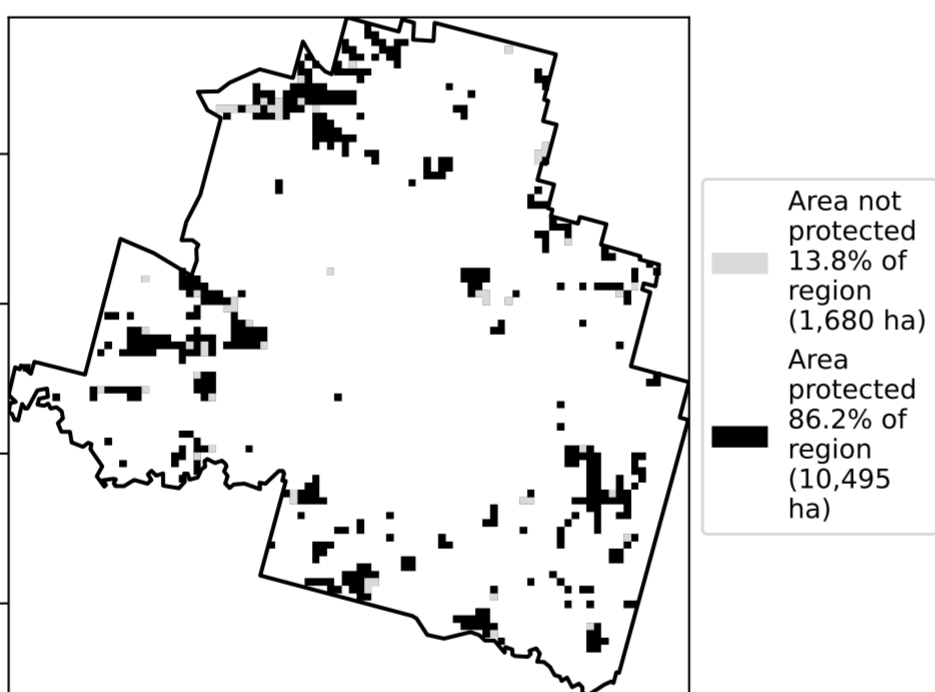 Area not
protected
13.8% of
region
(1,680 ha)
Area
protected
86.2% of
region
(10,495
ha)